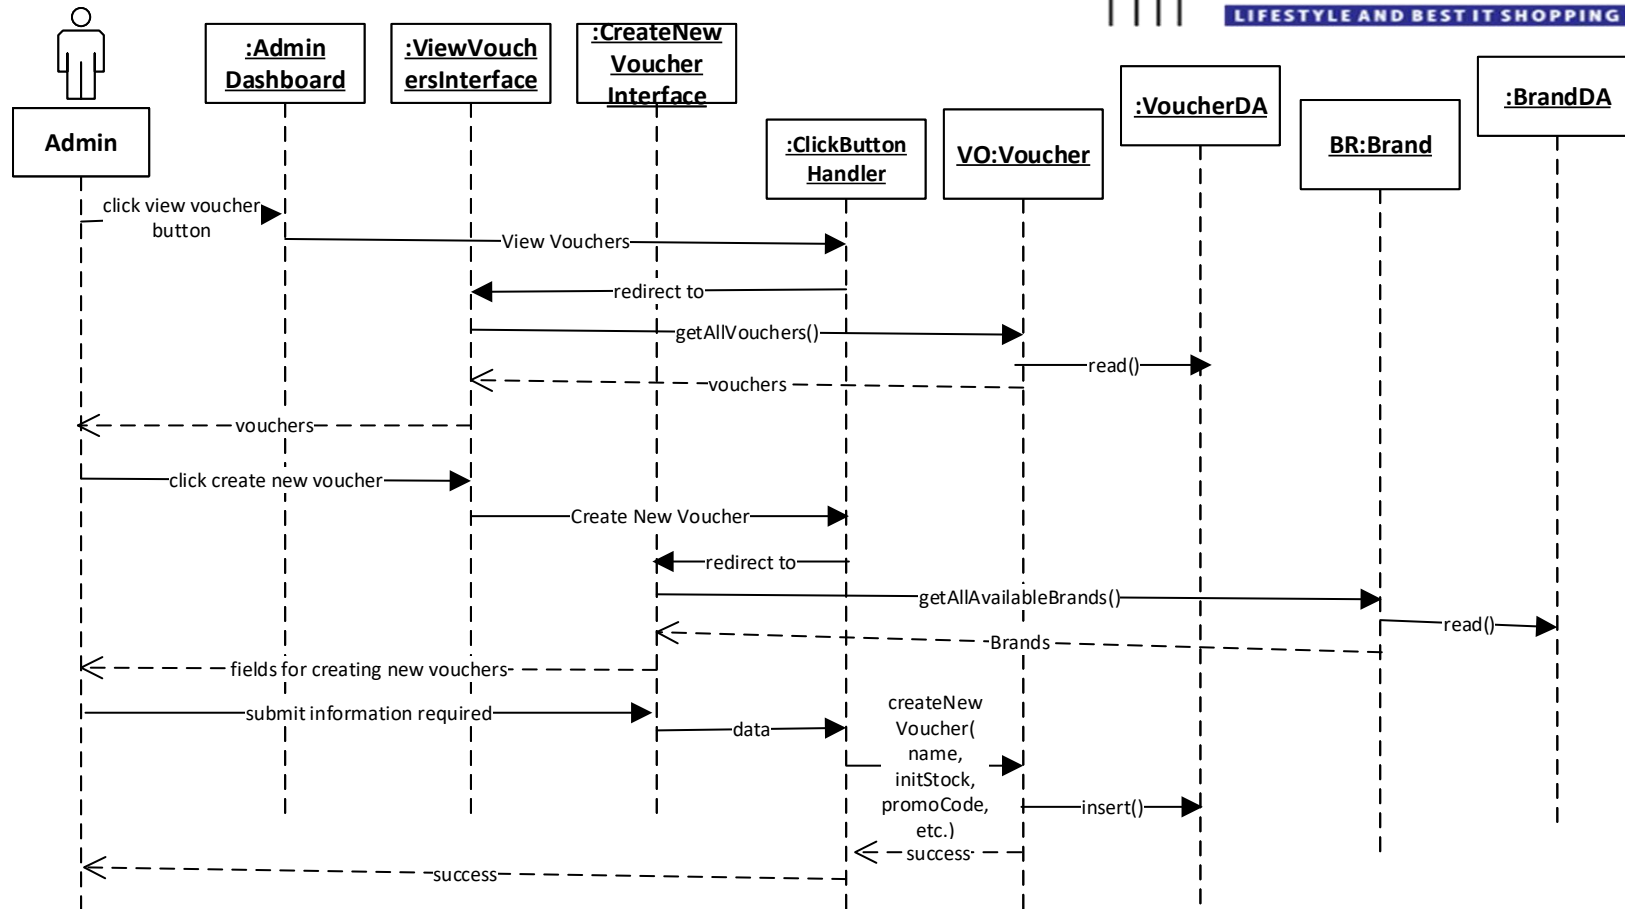 LIFESTYLE AND BEST IT SHOPPING
:Admin
Dashboard
:ViewVouch
ersInterface
:CreateNew
Voucher
Interface
:VoucherDA
:BrandDA
Admin
:ClickButton
Handler
VO:Voucher
BR:Brand
click view voucher
button
View Vouchers
redirect to
getAllVouchers()
read()
vouchers
vouchers
click create new voucher
Create New Voucher
redirect to
getAllAvailableBrands()
read()
Brands
fields for creating new vouchers
submit information required
data
createNew
Voucher(
name,
initStock,
promoCode,
etc.)
insert()
success
success